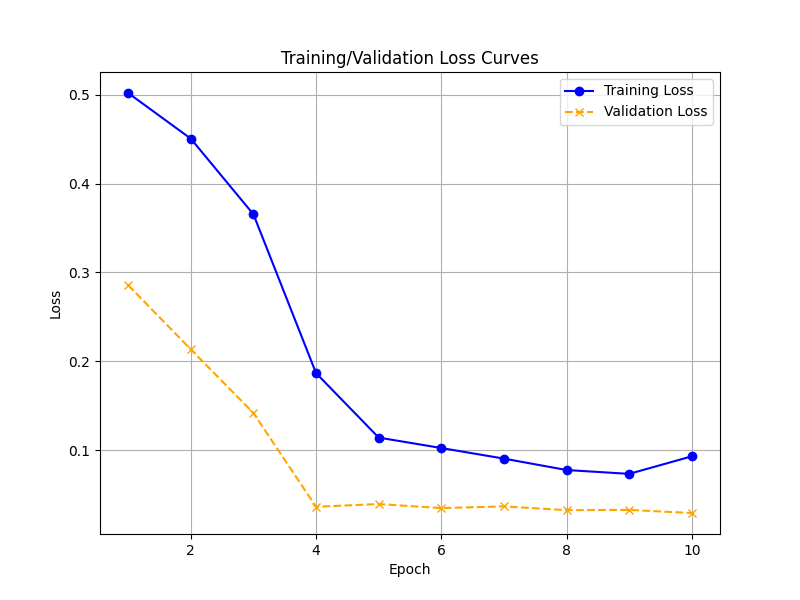 Training/Validation Loss Curves
Training Loss
Validation Loss
0.5
0.4
0.3
0.2
0.1
Loss
2 4 6 8 10
Epoch